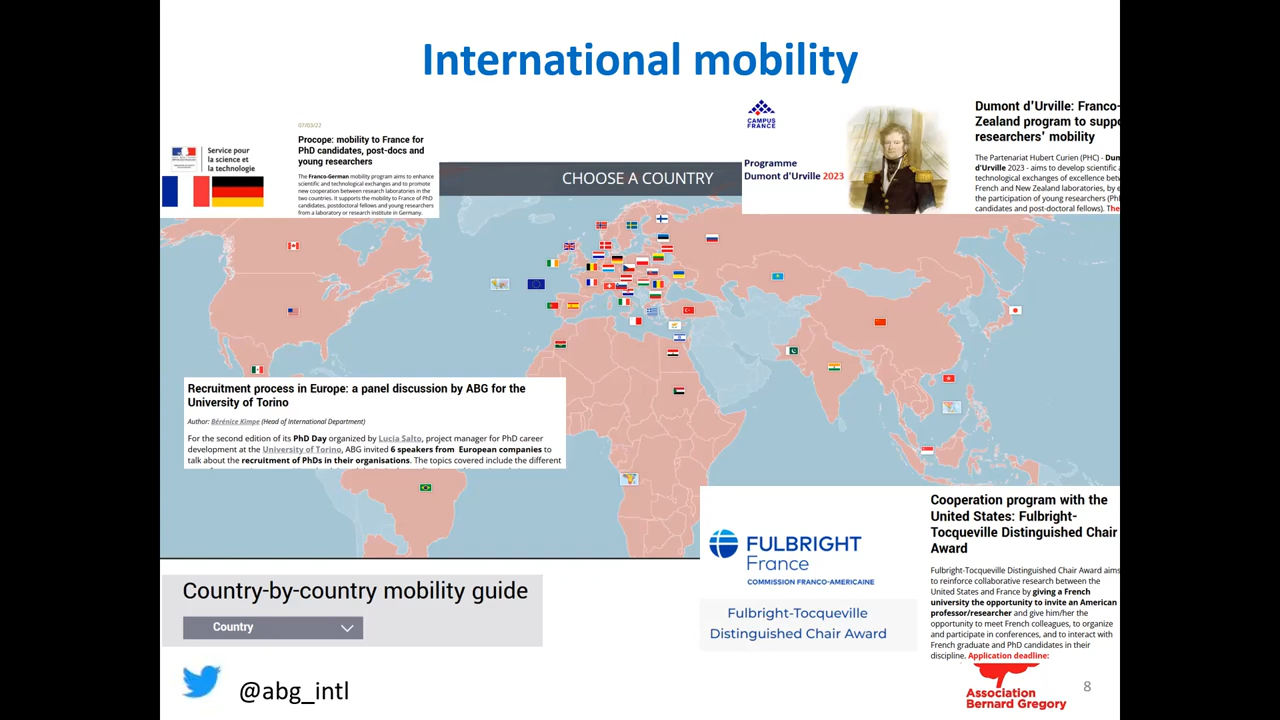 International mobility
07/03/22
Procope: mobility to France for
PhD candidates, post-docs and
young researchers
Service pour
la science et
la technologie
The Franco-German mobility program aims to enhance
scientific and technological exchanges and to promote
new cooperation between research laboratories in the
two countries. It supports the mobility to France of PhD
candidates, postdoctoral fellows and young researchers
from a laboratory or research institute in Germany.
CHOOSE A COUNTRY
CAMPUS
FRANCE
Programme
Dumont d'Urville 2023
Dumont d'Urville: Franco-
Zealand program to suppo
researchers' mobility
The Partenariat Hubert Curien (PHC) - Dum
d'Urville 2023 - aims to develop scientific a
technological exchanges of excellence betw
French and New Zealand laboratories, by e
the participation of young researchers (Ph
candidates and post-doctoral fellows). The
Recruitment process in Europe: a panel discussion by ABG for the
University of Torino
Author: Bérénice Kimpe (Head of International Department)
For the second edition of its PhD Day organized by Lucia Salto, project manager for PhD career
development at the University of Torino, ABG invited 6 speakers from European companies to
talk about the recruitment of PhDs in their organisations. The topics covered include the different
Country-by-country mobility guide
Country
FULBRIGHT
France
COMMISSION FRANCO-AMERICAINE
Fulbright-Tocqueville
Distinguished Chair Award
Cooperation program with the
United States: Fulbright-
Tocqueville Distinguished Chair
Award
Fulbright-Tocqueville Distinguished Chair Award aims
to reinforce collaborative research between the
United States and France by giving a French
university the opportunity to invite an American
professor/researcher and give him/her the
opportunity to meet French colleagues, to organize
and participate in conferences, and to interact with
French graduate and PhD candidates in their
discipline. Application deadline:
@abg_intl
Association
Bernard Gregory
8